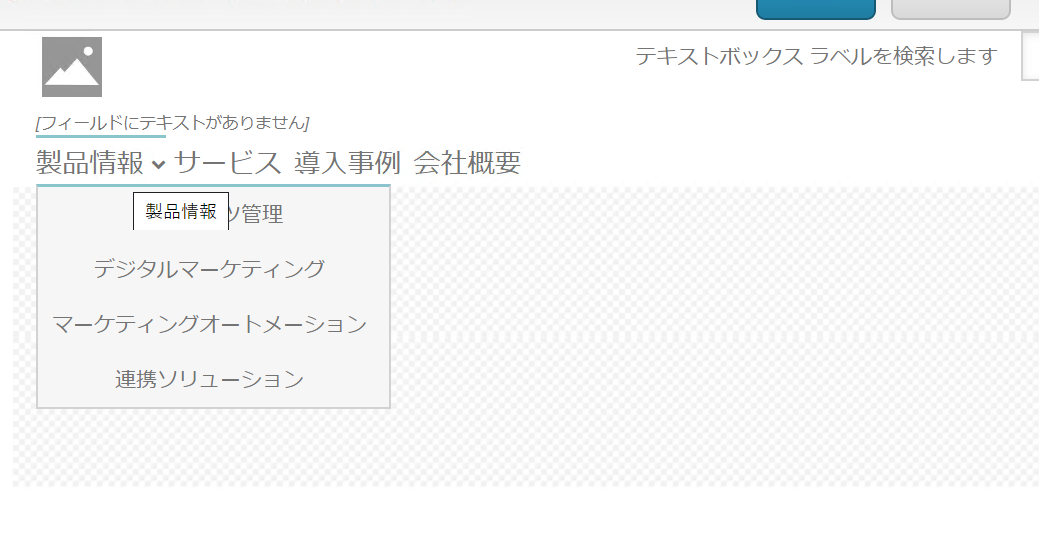 テキストボックス ラベルを検索します
[フィールドにテキストがありません]
製品情報 サービス 導入事例 会社概要
製品情報
管理
デジタルマーケティング
マーケティングオートメーション
連携ソリューション